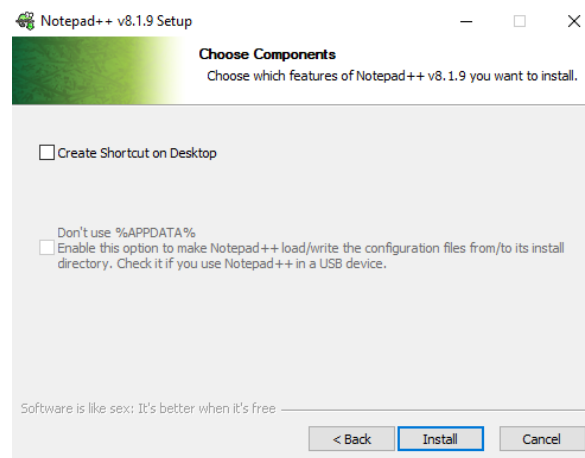 Notepad++ v8.1.9 Setup
Choose Components
Choose which features of Notepad++ v8.1.9 you want to install.
Create Shortcut on Desktop
Don't use %APPDATA%
Enable this option to make Notepad++ load/write the configuration files from/to its install
directory. Check it if you use Notepad++ in a USB device.
Software is like sex: It's better when it's free
< Back Install Cancel